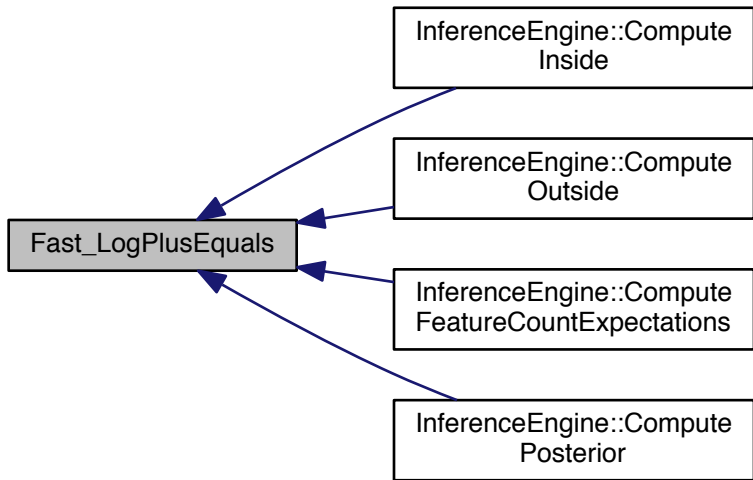 InferenceEngine::Compute
Inside
InferenceEngine::Compute
Outside
Fast_LogPlusEquals
InferenceEngine::Compute
FeatureCountExpectations
InferenceEngine::Compute
Posterior